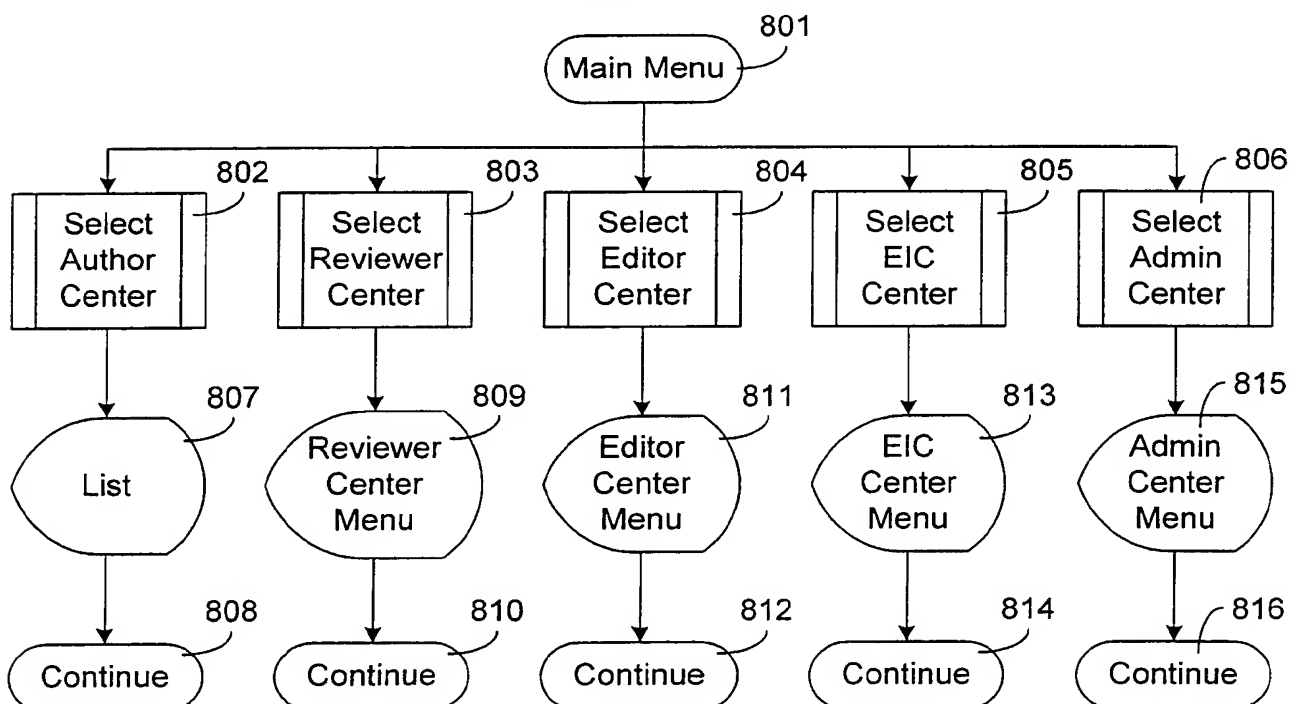 801
Main Menu
802
803
804
805
806
Select
Author
Center
Select
Reviewer
Center
Select
Editor
Center
Select
EIC
Center
Select
Admin
Center
807
809
811
813
815
List
Reviewer
Center
Menu
Editor
Center
Menu
EIC
Center
Menu
Admin
Center
Menu
808
810
812
814
816
Continue
Continue
Continue
Continue
Continue